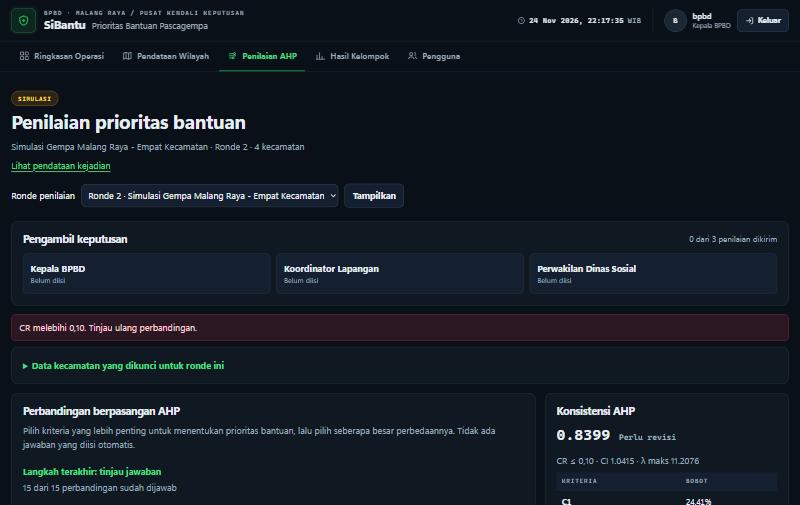 BPBD · MALANG RAYA / PUSAT KENDALI KEPUTUSAN
SiBantu Prioritas Bantuan Pascagempa
24 Nov 2026, 22:17:35 WIB
B
bpbd
Kepala BPBD
Keluar
Ringkasan Operasi
Pendataan Wilayah
Penilaian AHP
Hasil Kelompok
Pengguna
SIMULASI
Penilaian prioritas bantuan
Simulasi Gempa Malang Raya - Empat Kecamatan · Ronde 2 · 4 kecamatan
Lihat pendataan kejadian
Ronde penilaian
Ronde 2 · Simulasi Gempa Malang Raya - Empat Kecamatan
Tampilkan
Pengambil keputusan
0 dari 3 penilaian dikirim
Kepala BPBD
Belum diisi
Koordinator Lapangan
Belum diisi
Perwakilan Dinas Sosial
Belum diisi
CR melebihi 0,10. Tinjau ulang perbandingan.
Data kecamatan yang dikunci untuk ronde ini
Perbandingan berpasangan AHP
Pilih kriteria yang lebih penting untuk menentukan prioritas bantuan, lalu pilih seberapa besar perbedaannya. Tidak ada
jawaban yang diisi otomatis.
Langkah terakhir: tinjau jawaban
15 dari 15 perbandingan sudah dijawab
Konsistensi AHP
0.8399 Perlu revisi
CR ≤ 0,10 · CI 1.0415 · λ maks 11.2076
KRITERIA BOBOT
C1 24.41%